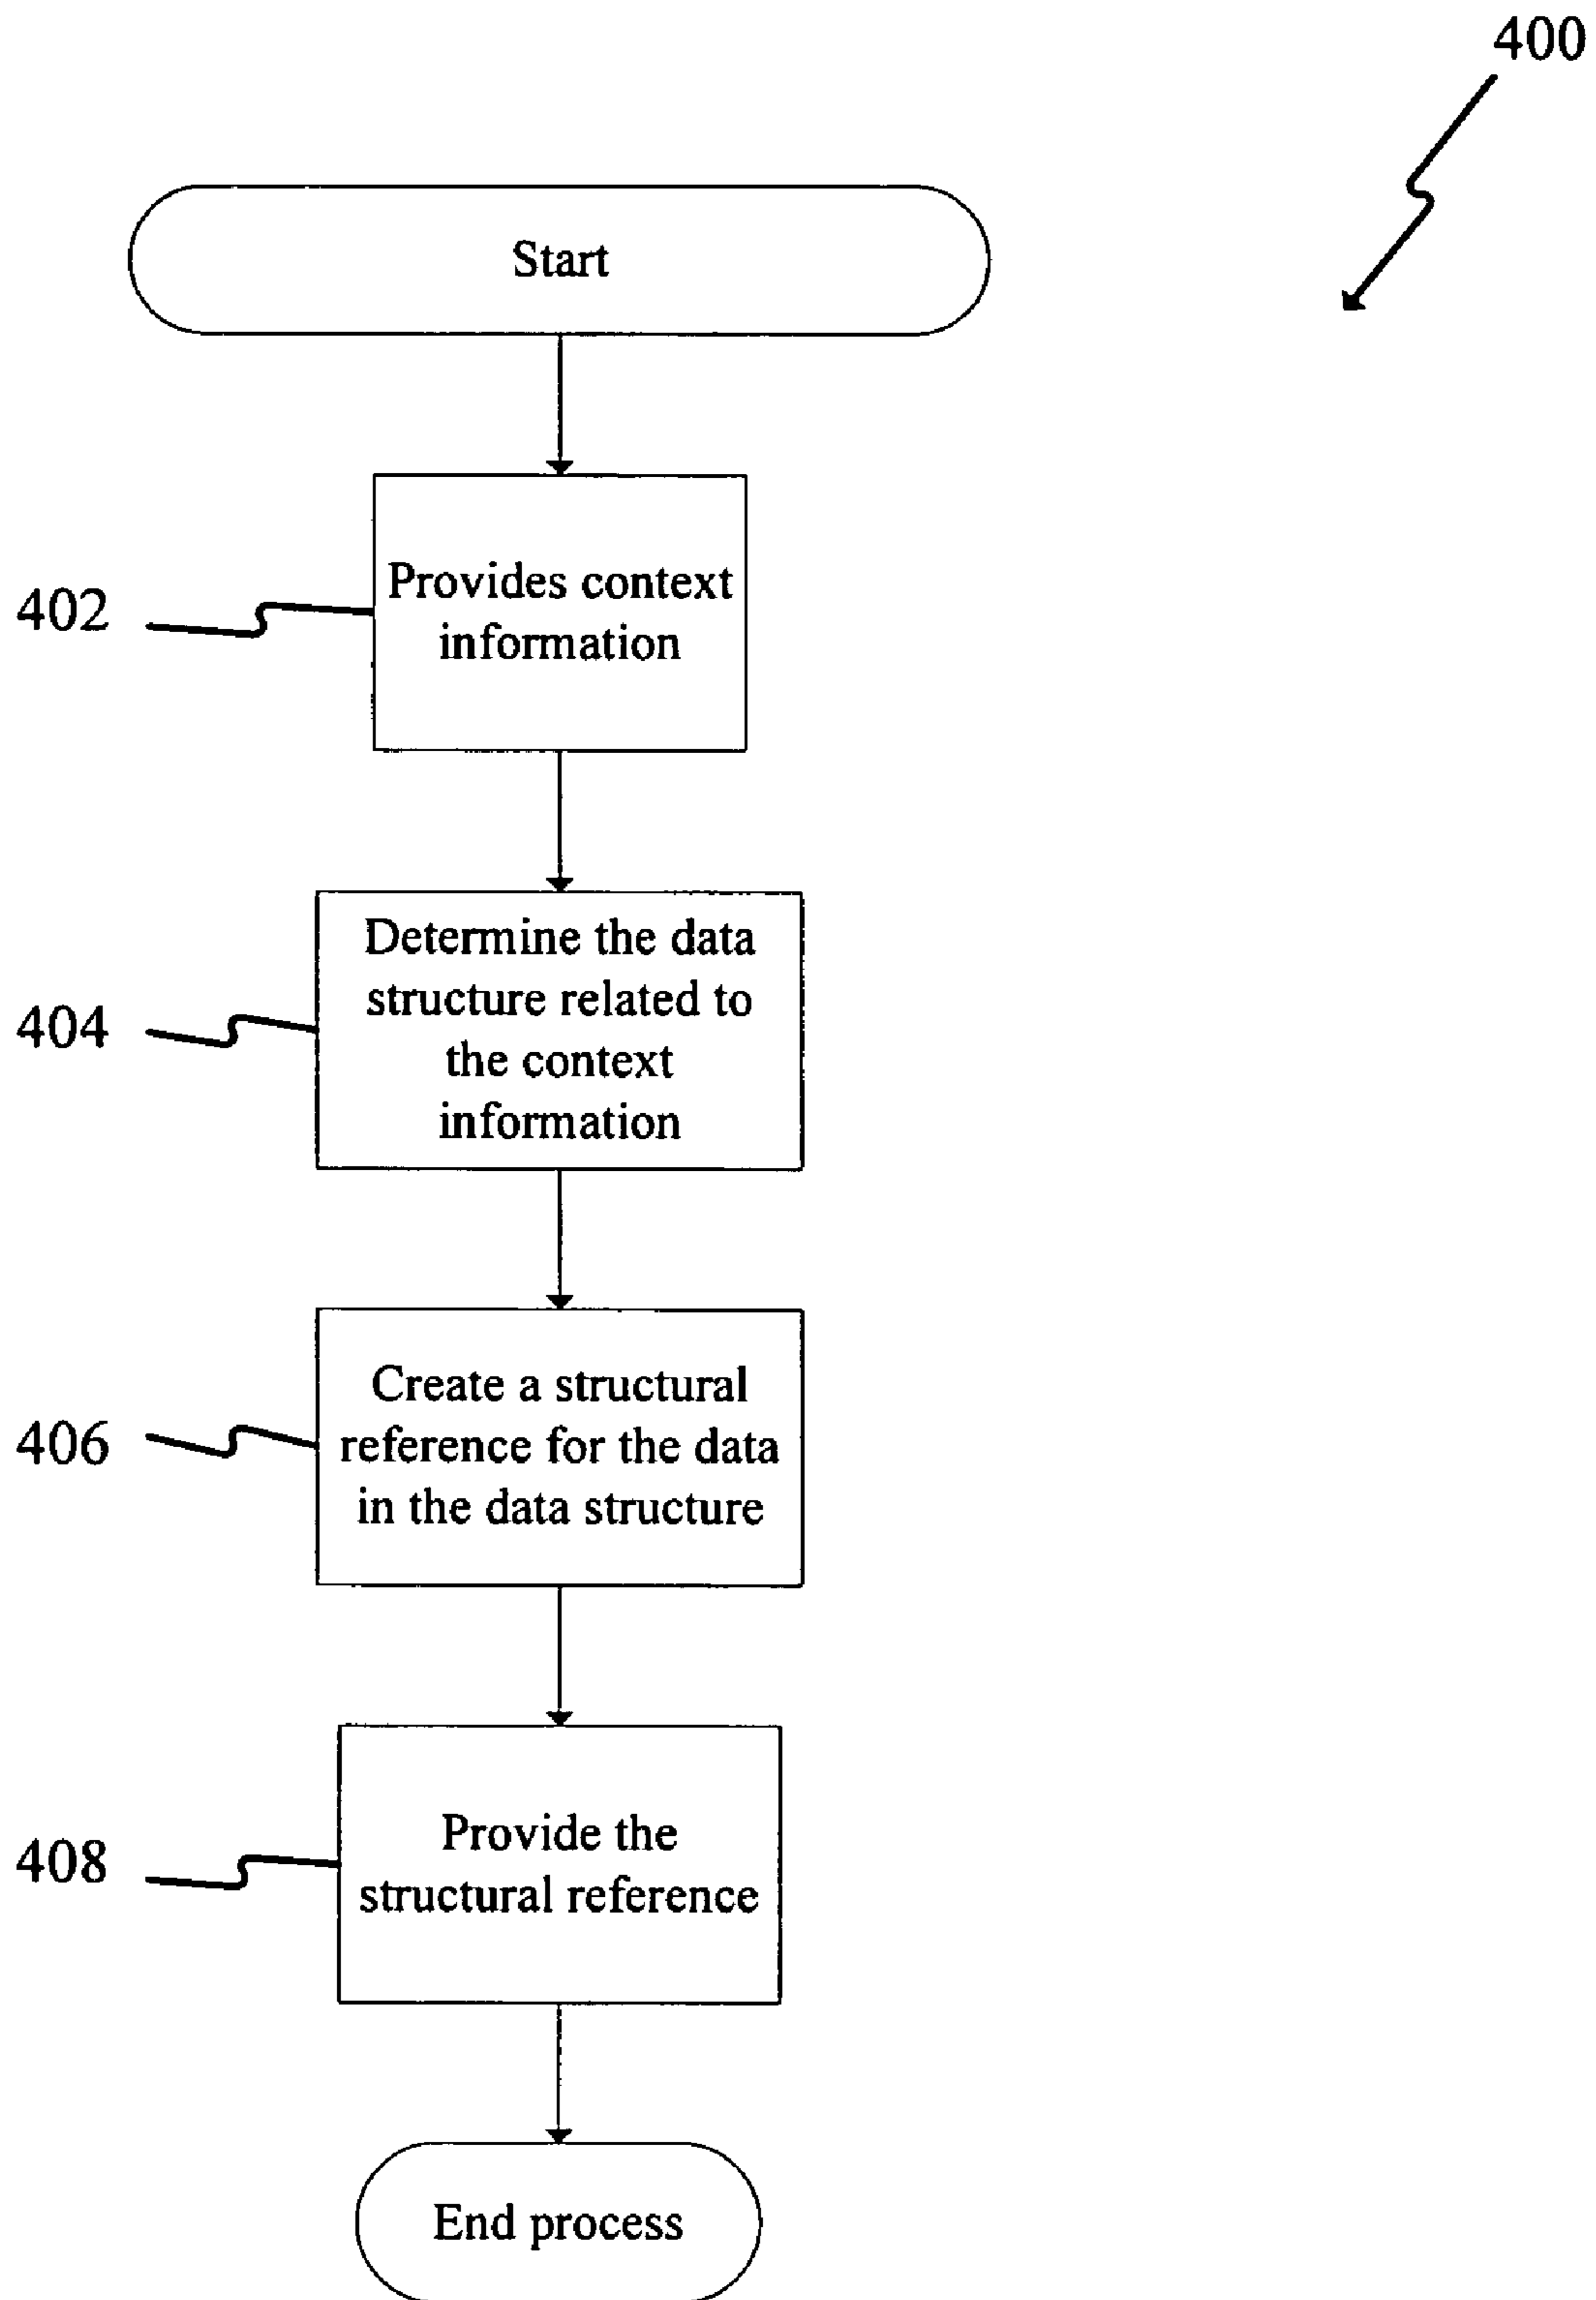 400
Start
402
Provides context
information
404
Determine the data
structure related to
the context
information
406
Create a structural
reference for the data
in the data structure
408
Provide the
structural reference
End process